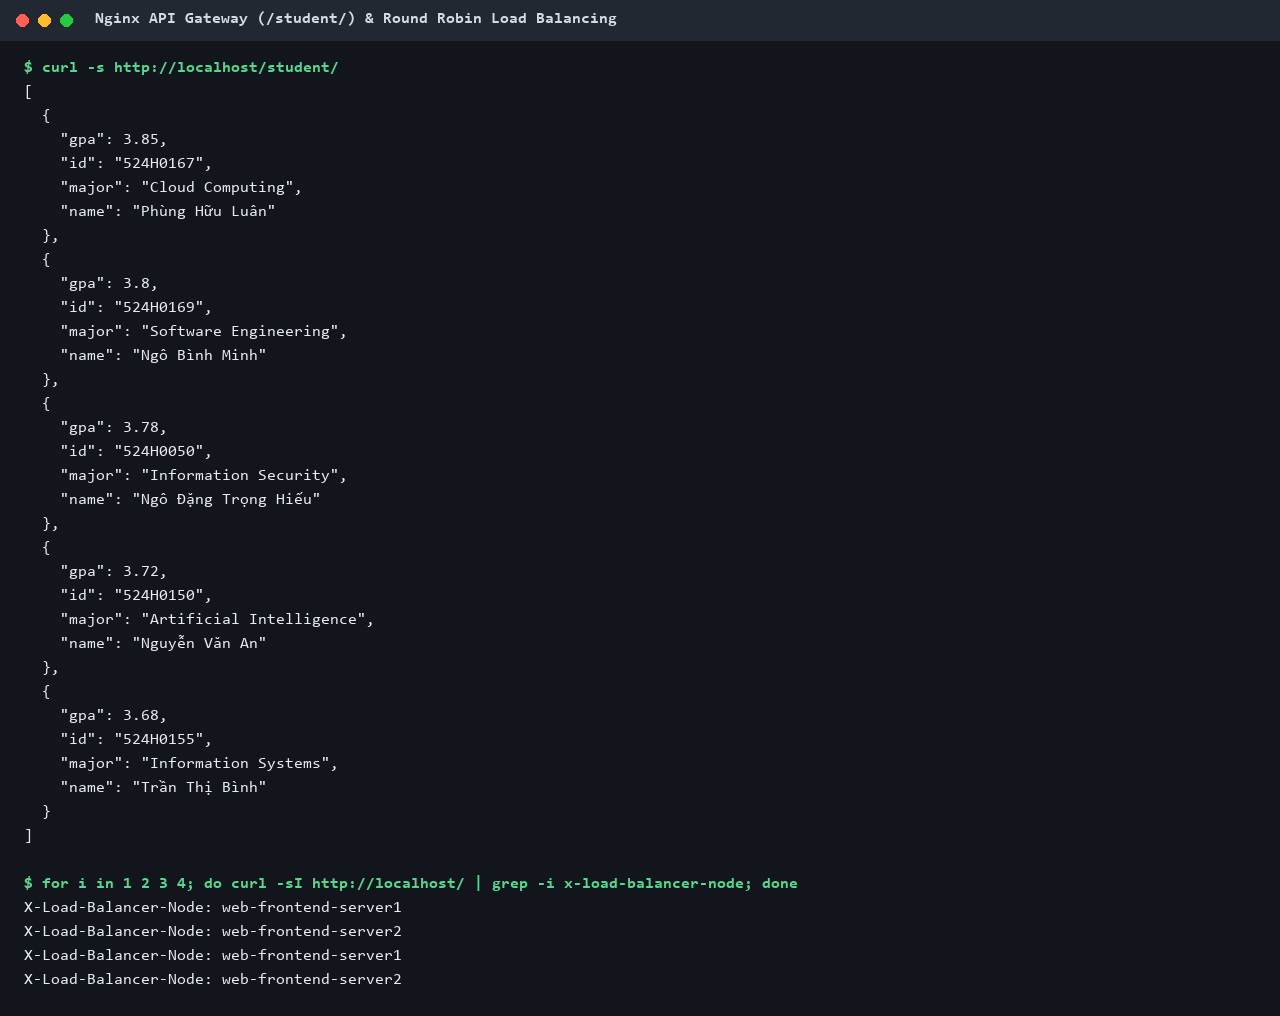 Nginx API Gateway (/student/) & Round Robin Load Balancing
$ curl -s http://localhost/student/
[
  {
    "gpa": 3.85,
    "id": "524H0167",
    "major": "Cloud Computing",
    "name": "Phùng Hữu Luân"
  },
  {
    "gpa": 3.8,
    "id": "524H0169",
    "major": "Software Engineering",
    "name": "Ngô Bình Minh"
  },
  {
    "gpa": 3.78,
    "id": "524H0050",
    "major": "Information Security",
    "name": "Ngô Đặng Trọng Hiếu"
  },
  {
    "gpa": 3.72,
    "id": "524H0150",
    "major": "Artificial Intelligence",
    "name": "Nguyễn Văn An"
  },
  {
    "gpa": 3.68,
    "id": "524H0155",
    "major": "Information Systems",
    "name": "Trần Thị Bình"
  }
]
$ for i in 1 2 3 4; do curl -sI http://localhost/ | grep -i x-load-balancer-node; done
X-Load-Balancer-Node: web-frontend-server1
X-Load-Balancer-Node: web-frontend-server2
X-Load-Balancer-Node: web-frontend-server1
X-Load-Balancer-Node: web-frontend-server2